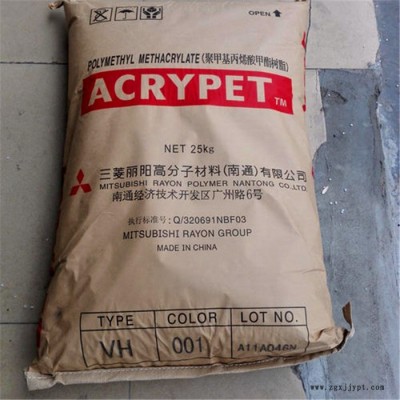 OPEN
POLYMETHYL METHACRYLATE (聚甲基丙烯酸甲酯树脂)
ACRYPET TM
NET 25kg
三菱丽阳高分子材料(南通)有限公司
MITSUBISHI RAYON POLYMER NANTONG CO.,LTD.
南通经济技术开发区广州路6号
执行标准号: Q/320691NBF03
MITSUBISHI RAYON GROUP
MADE IN CHINA
TYPE COLOR LOT NO.
VH 001 A11A046N
www.zgxjjypt.com